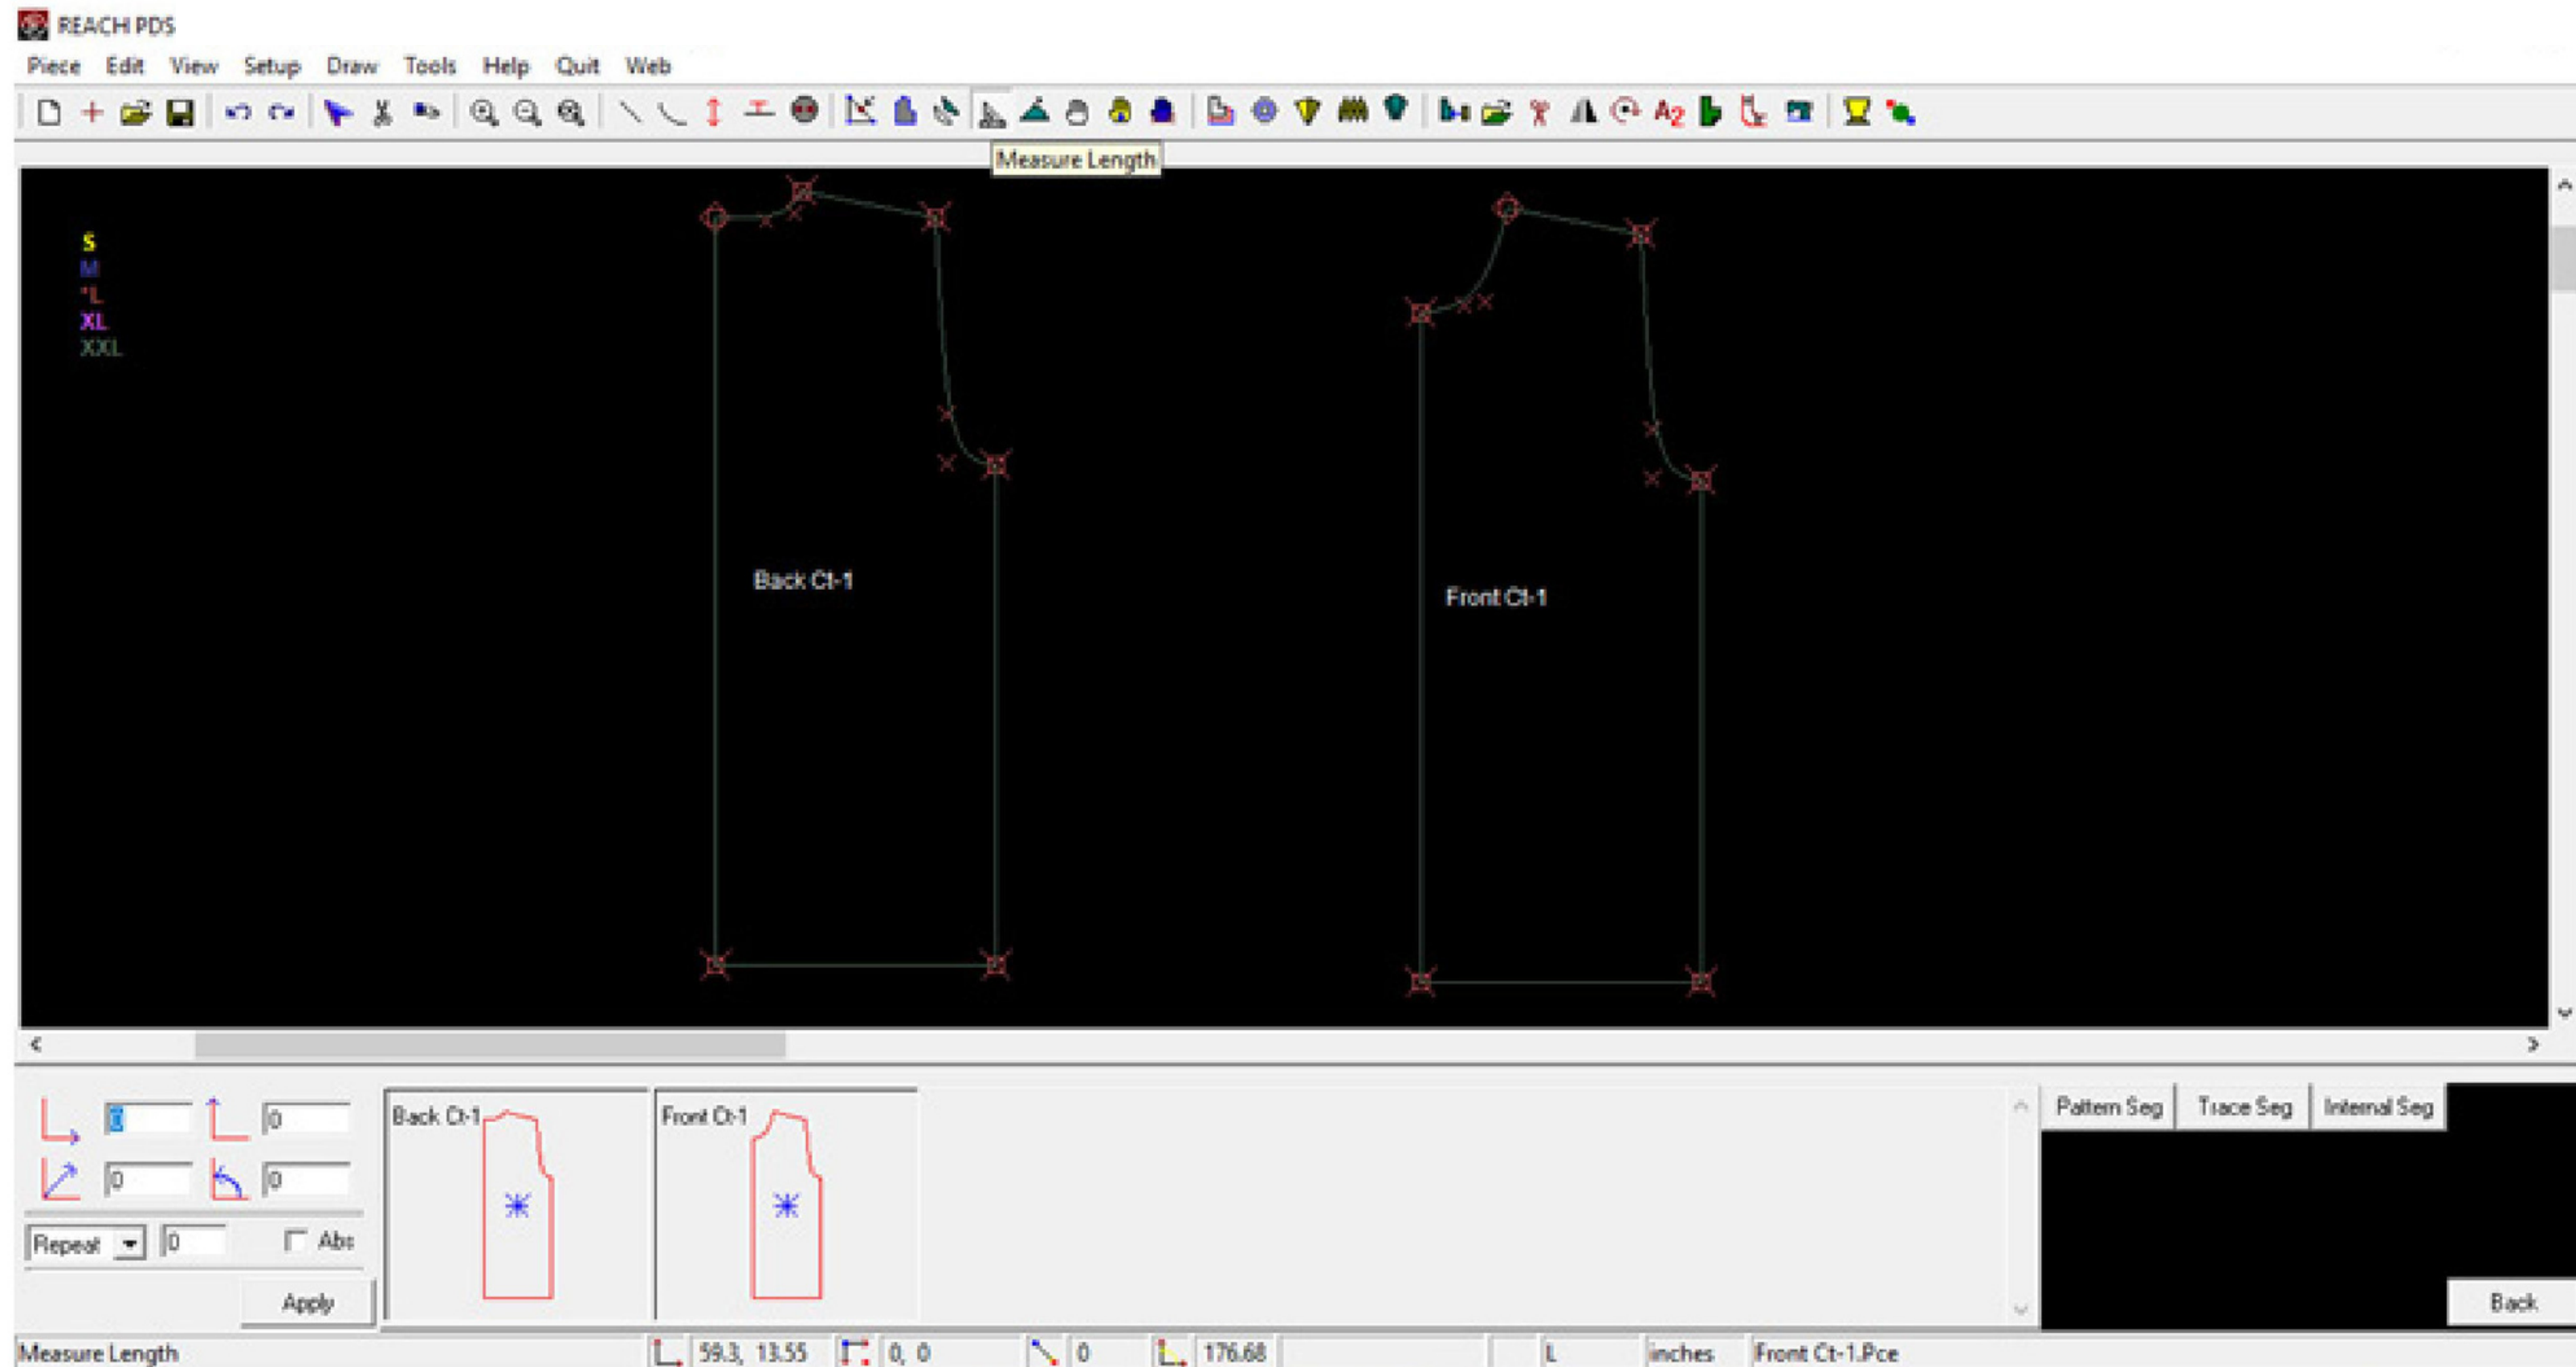 REACH PDS
Piece Edit View Setup Draw Tools Help Quit Web
A2
Measure Length
S
M
*L
XL
XXL
Back Ct-1
Front Ct-1
0 0
0 0
Repeat 0 Abs
Apply
Back Ct-1
Front Ct-1
Pattern Seg Trace Seg Internal Seg
Back
Measure Length 59.3, 13.55 0, 0 0 176.68 L inches Front Ct-1.Pce